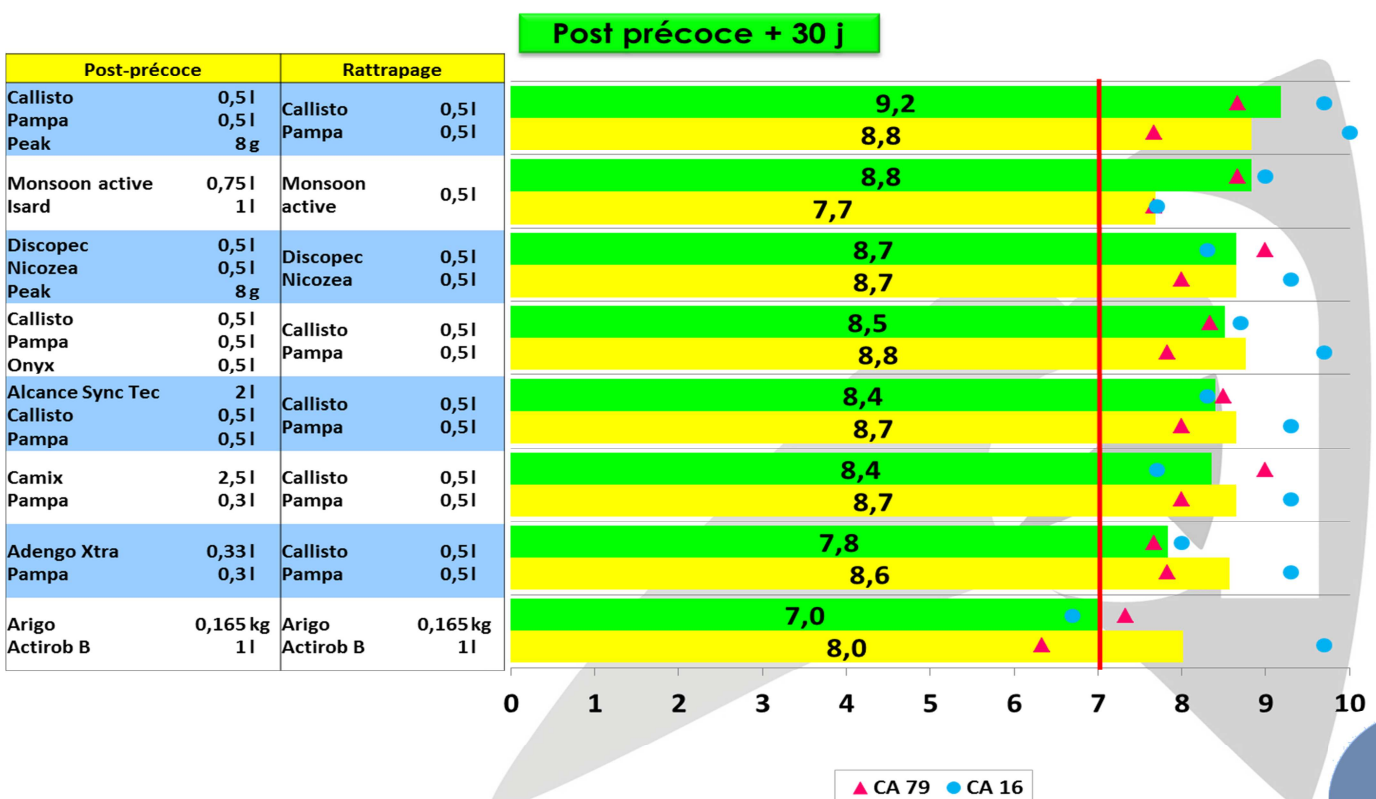 Post précoce + 30 j
Post-précoce Rattrapage
Callisto 0,5 l
Pampa 0,5 l
Peak 8 g
Callisto 0,5 l
Pampa 0,5 l
9,2
8,8
Monsoon active 0,75 l
Isard 1 l
Monsoon
active
0,5 l
8,8
7,7
Discopec 0,5 l
Nicozea 0,5 l
Peak 8 g
Discopec 0,5 l
Nicozea 0,5 l
8,7
8,7
Callisto 0,5 l
Pampa 0,5 l
Onyx 0,5 l
Callisto 0,5 l
Pampa 0,5 l
8,5
8,8
Alcance Sync Tec 2 l
Callisto 0,5 l
Pampa 0,5 l
Callisto 0,5 l
Pampa 0,5 l
8,4
8,7
Camix 2,5 l
Pampa 0,3 l
Callisto 0,5 l
Pampa 0,5 l
8,4
8,7
Adengo Xtra 0,33 l
Pampa 0,3 l
Callisto 0,5 l
Pampa 0,5 l
7,8
8,6
Arigo 0,165 kg
Actirob B 1 l
Arigo 0,165 kg
Actirob B 1 l
7,0
8,0
0 1 2 3 4 5 6 7 8 9 10
CA 79 CA 16